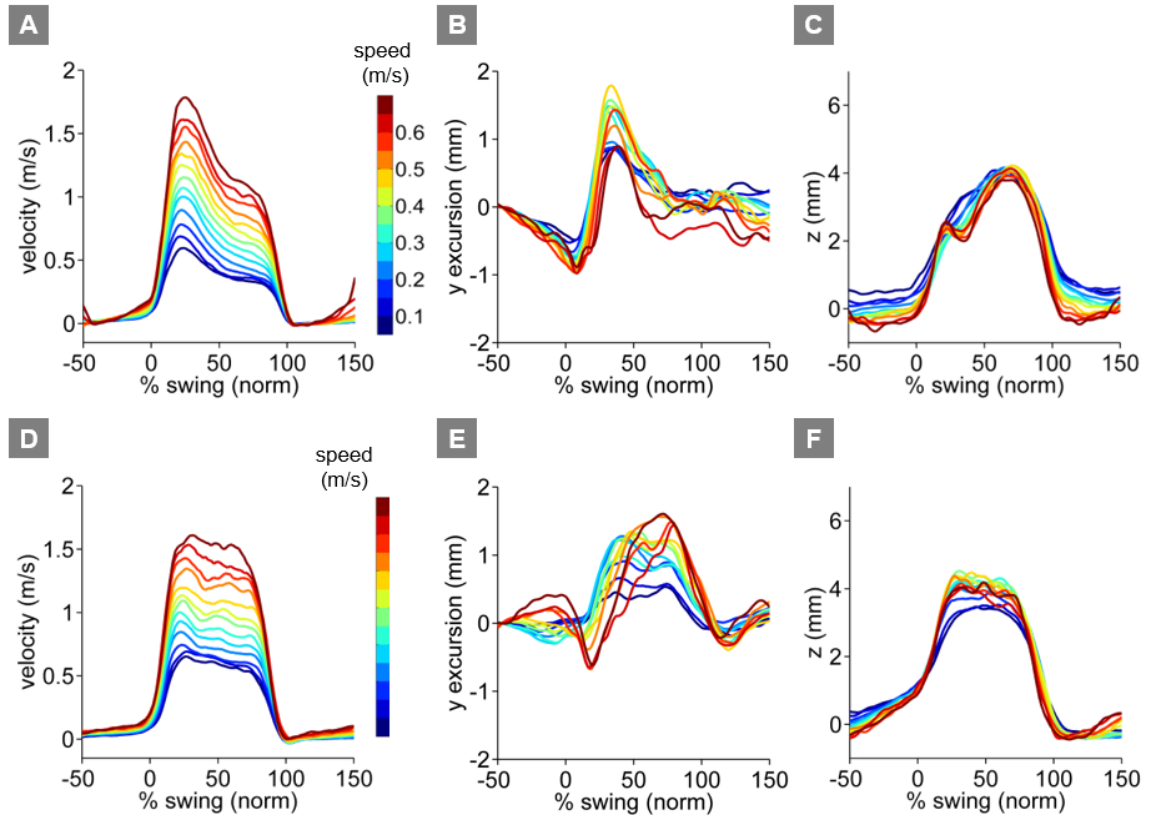 A
B
C
speed
(m/s)
2
1.5
1
0.5
0
velocity (m/s)
-50
0
50
100
150
% swing (norm)
0.6
0.5
0.4
0.3
0.2
0.1
2
1
0
-1
-2
y excursion (mm)
-50
0
50
100
150
% swing (norm)
6
4
2
0
z (mm)
-50
0
50
100
150
% swing (norm)
D
E
F
speed
(m/s)
2
1.5
1
0.5
0
velocity (m/s)
-50
0
50
100
150
% swing (norm)
2
1
0
-1
-2
y excursion (mm)
-50
0
50
100
150
% swing (norm)
6
4
2
0
z (mm)
-50
0
50
100
150
% swing (norm)